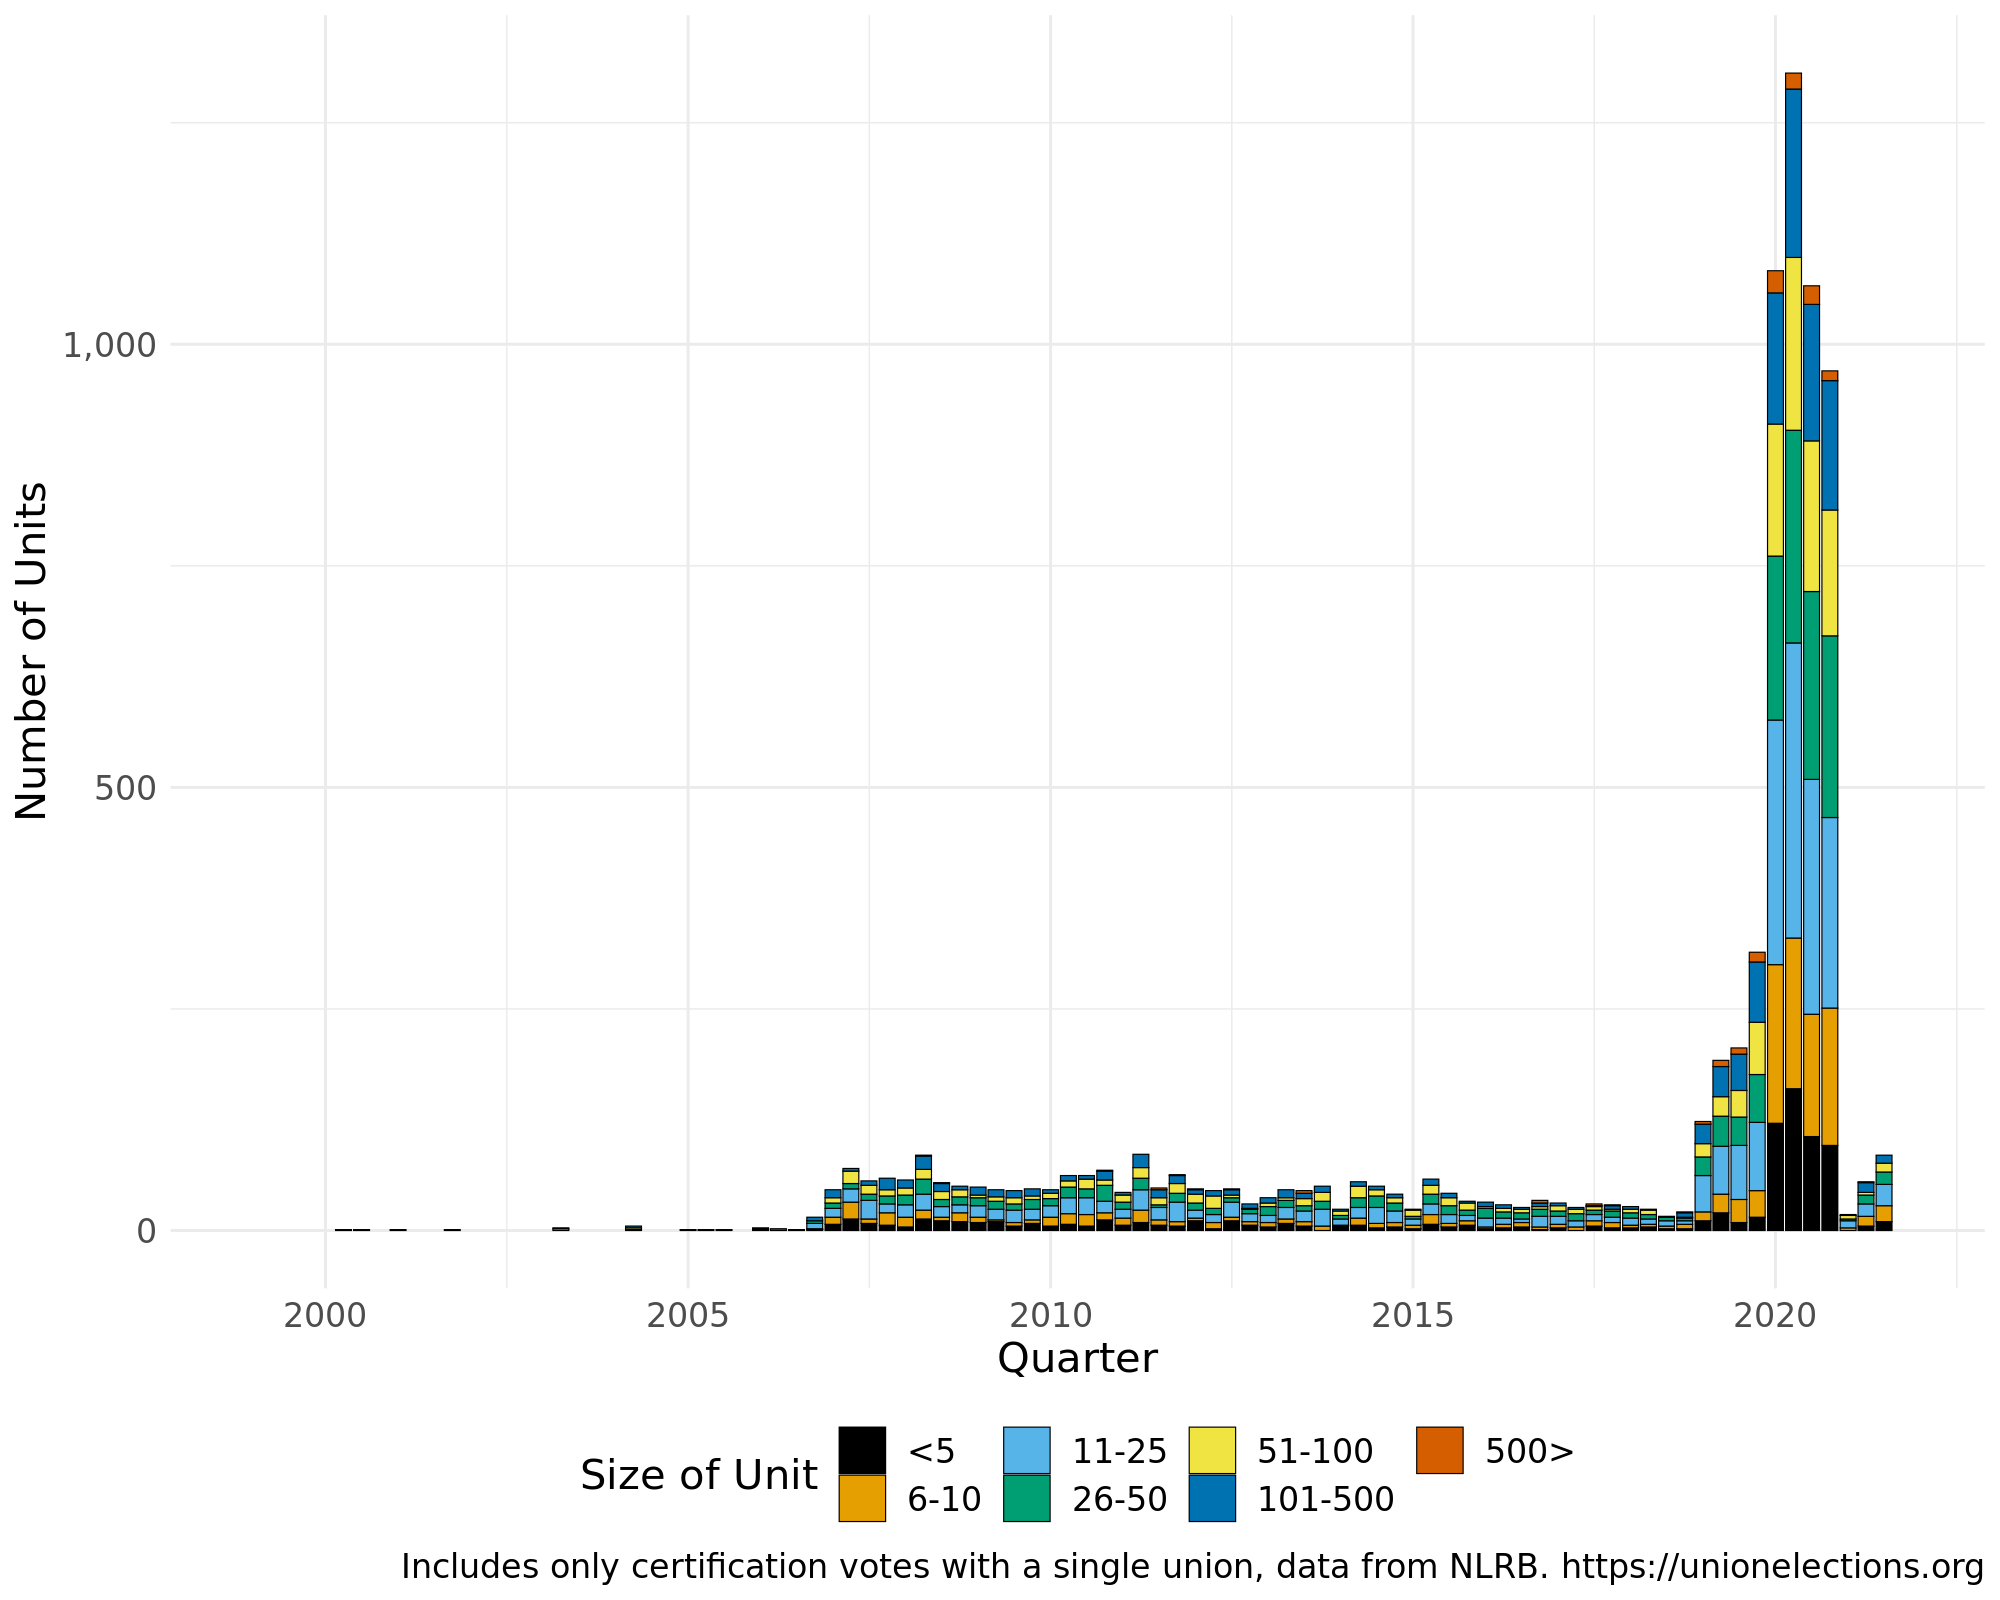 Number of Units
1,000
500
0
2000 2005 2010 2015 2020
Quarter
Size of Unit
<5 11-25 51-100 500>
6-10 26-50 101-500
Includes only certification votes with a single union, data from NLRB. https://unionelections.org